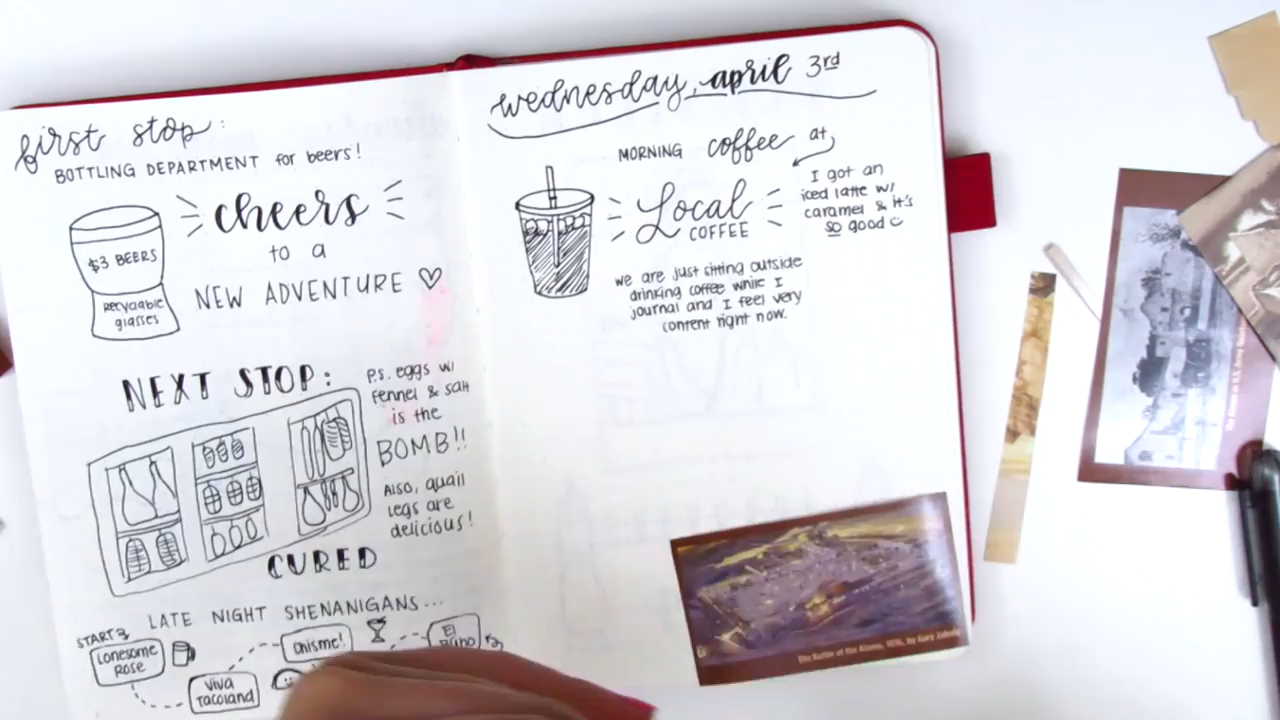 first stop:
BOTTLING DEPARTMENT for beers!
cheers
to a
NEW ADVENTURE ♡
$3 BEERS
Recyclable
glasses
NEXT STOP:
P.S. eggs w/
fennel & salt
is the
BOMB!!
Also, quail
legs are
delicious!
CURED
LATE NIGHT SHENANIGANS...
START
Lonesome
Rose
Viva
Tacoland
Chisme!
El
wednesday, april 3rd
MORNING coffee at
Local
COFFEE
I got an
iced latte w/
caramel & it's
so good ☺
we are just sitting outside
drinking coffee while I
journal and I feel very
content right now.
The Battle of the Alamo, 1836, by Gary